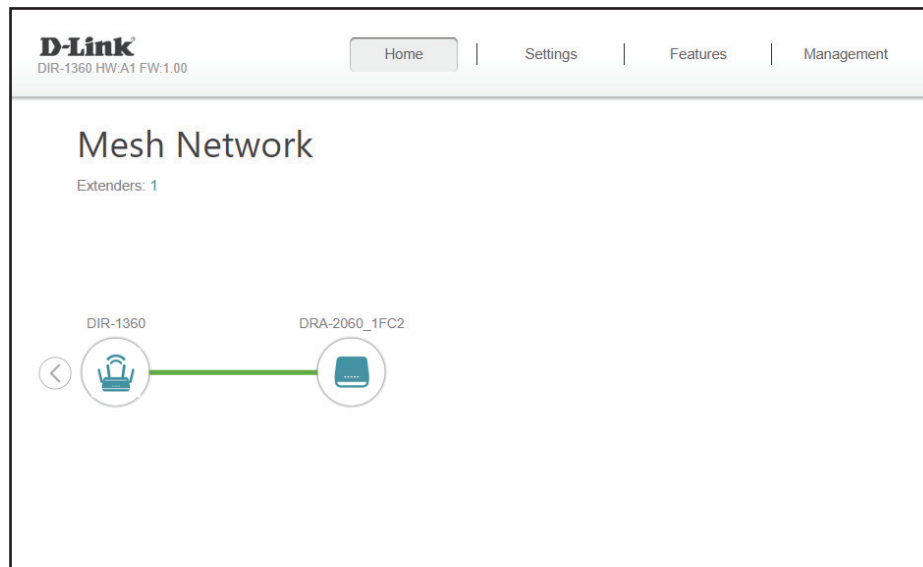 D-Link
DIR-1360 HW:A1 FW:1.00
Home
Settings
Features
Management
Mesh Network
Extenders: 1
DIR-1360
DRA-2060_1FC2